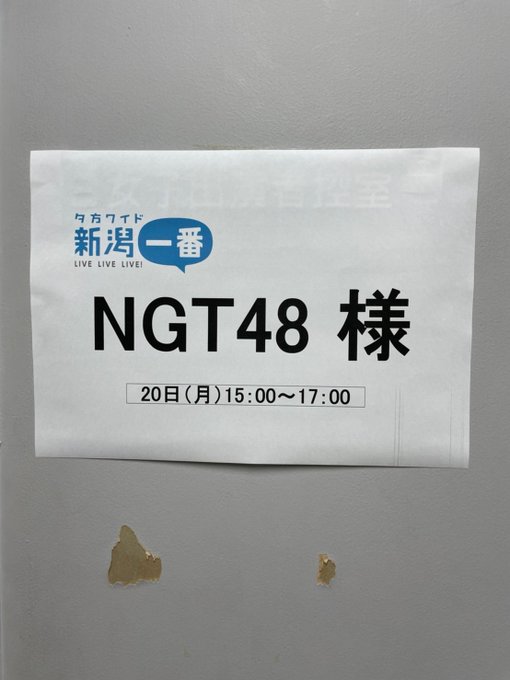 夕方ワイド
新潟一番
LIVE LIVE LIVE!
NGT48 様
20日(月)15:00～17:00